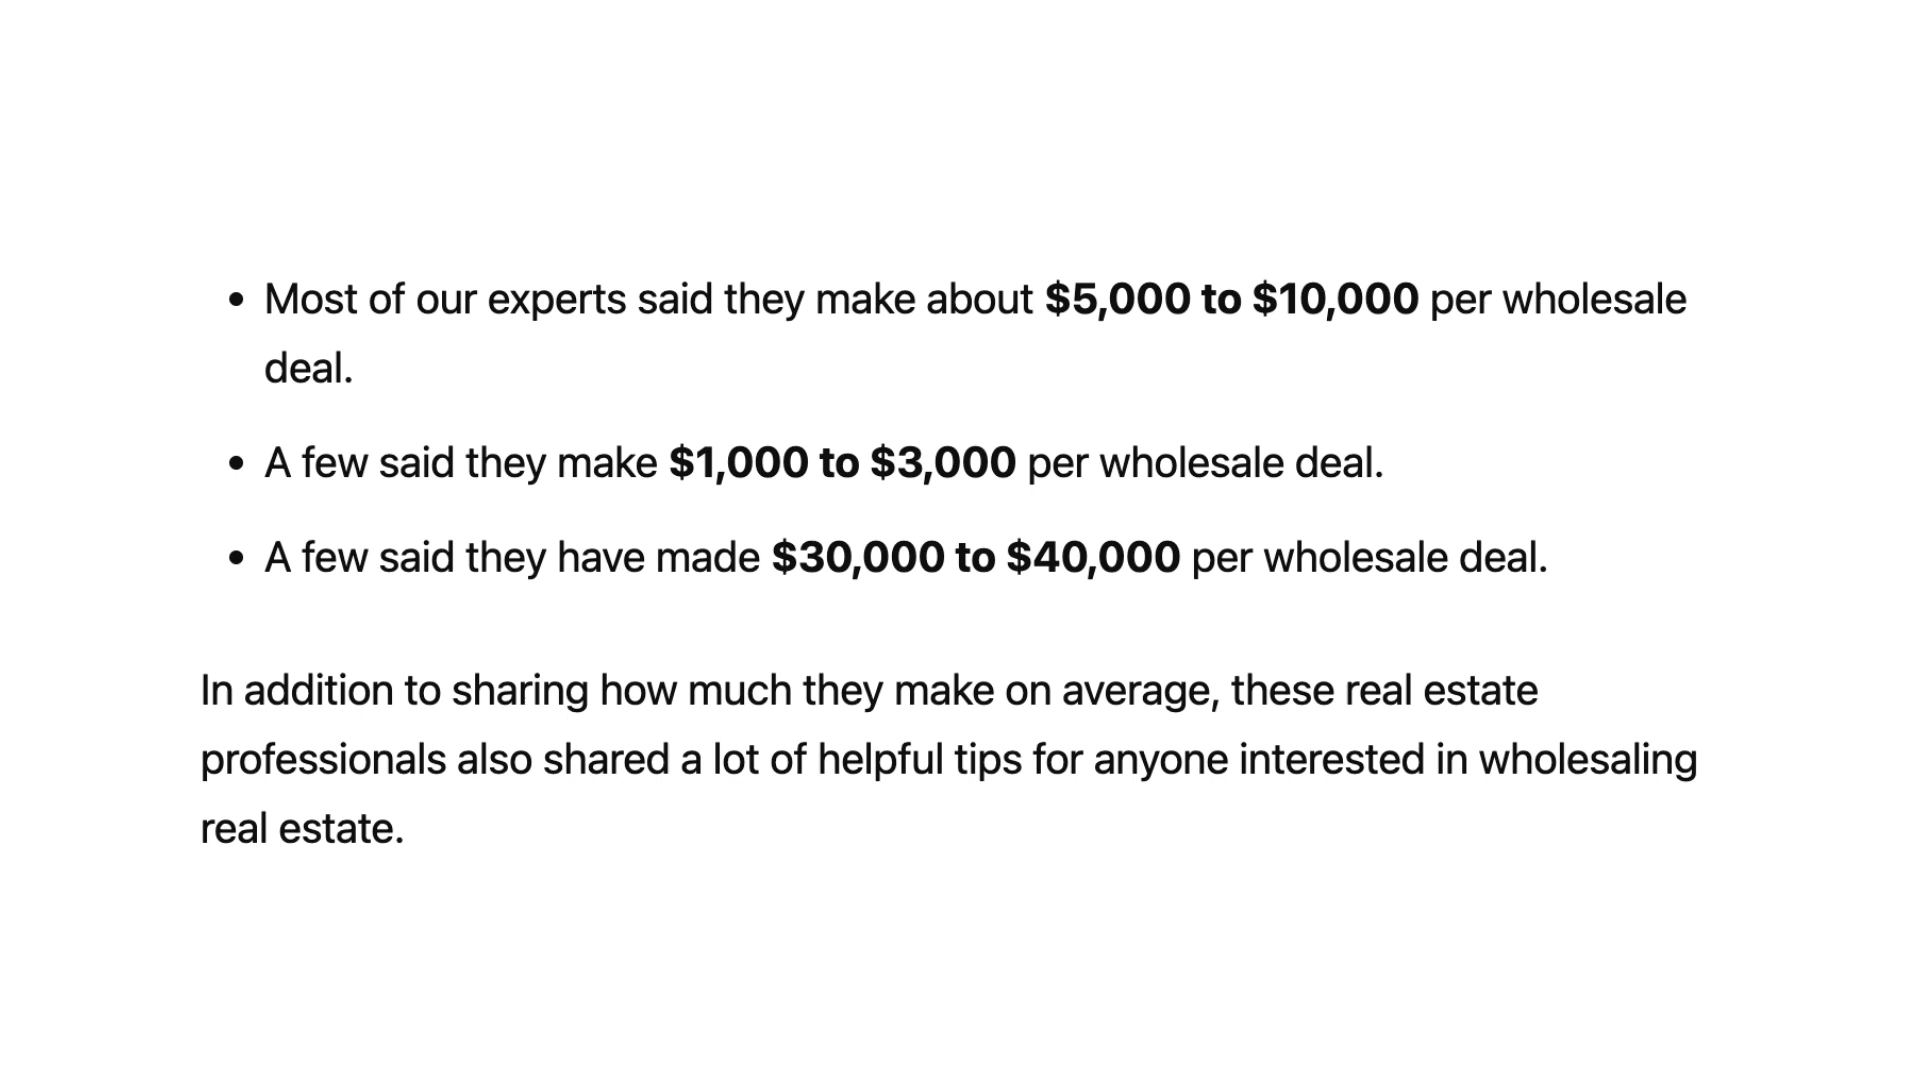 • Most of our experts said they make about $5,000 to $10,000 per wholesale
deal.
• A few said they make $1,000 to $3,000 per wholesale deal.
• A few said they have made $30,000 to $40,000 per wholesale deal.
In addition to sharing how much they make on average, these real estate
professionals also shared a lot of helpful tips for anyone interested in wholesaling
real estate.